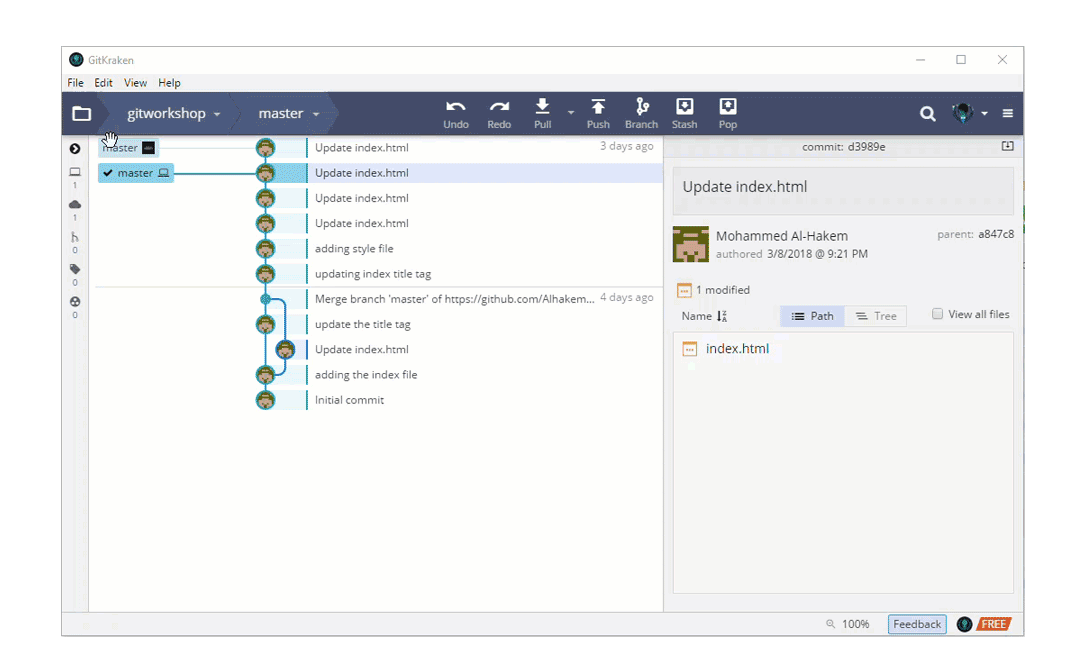 GitKraken
File Edit View Help
gitworkshop master
Undo Redo Pull Push Branch Stash Pop
master Update index.html 3 days ago
master Update index.html
Update index.html
Update index.html
adding style file
updating index title tag
Merge branch 'master' of https://github.com/Alhakem... 4 days ago
update the title tag
Update index.html
adding the index file
Initial commit
1
1
0
0
0
commit: d3989e
Update index.html
Mohammed Al-Hakem parent: a847c8
authored 3/8/2018 @ 9:21 PM
1 modified
Name Path Tree View all files
index.html
100% Feedback FREE